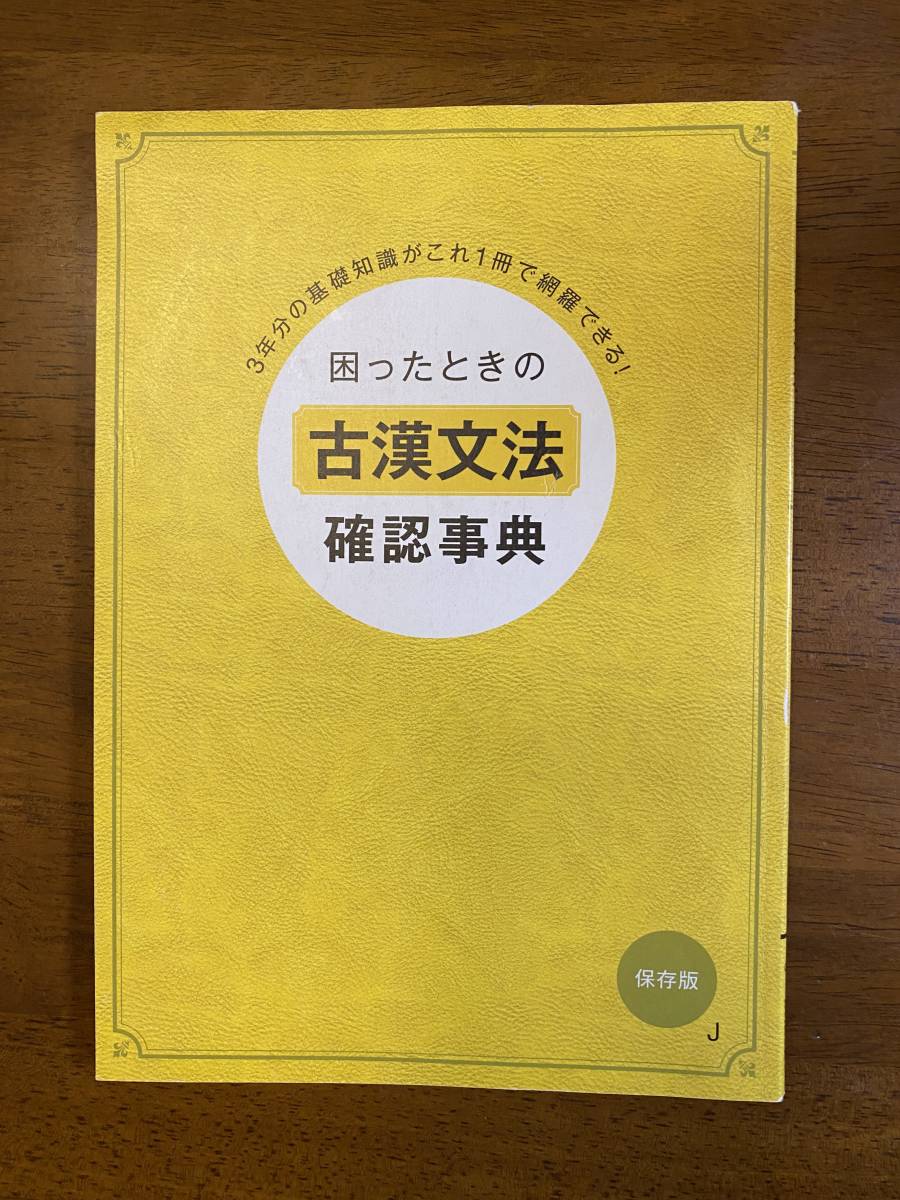 3年分の基礎知識がこれ1冊で網羅できる!
困ったときの
古漢文法
確認事典
保存版
J